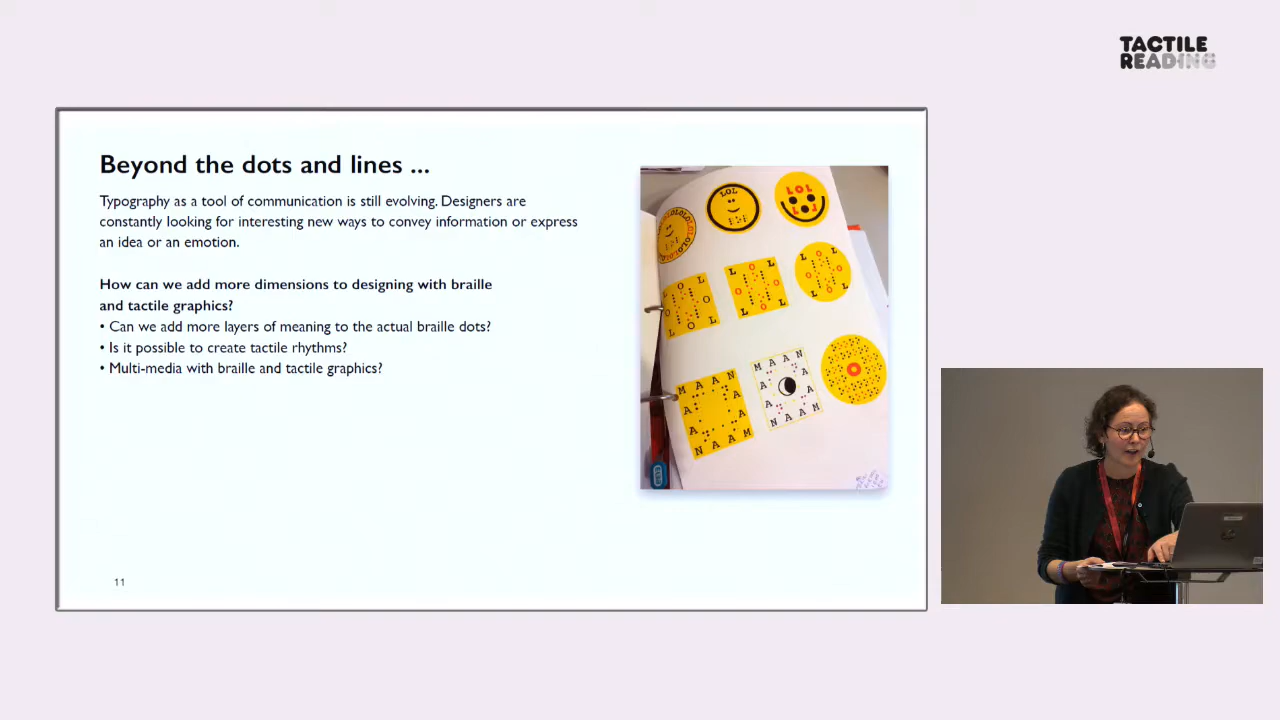 TACTILE
READING
Beyond the dots and lines ...
Typography as a tool of communication is still evolving. Designers are
constantly looking for interesting new ways to convey information or express
an idea or an emotion.
How can we add more dimensions to designing with braille
and tactile graphics?
• Can we add more layers of meaning to the actual braille dots?
• Is it possible to create tactile rhythms?
• Multi-media with braille and tactile graphics?
11
LOL
LOL
MAAN
MAAN
NAAM
NAAM